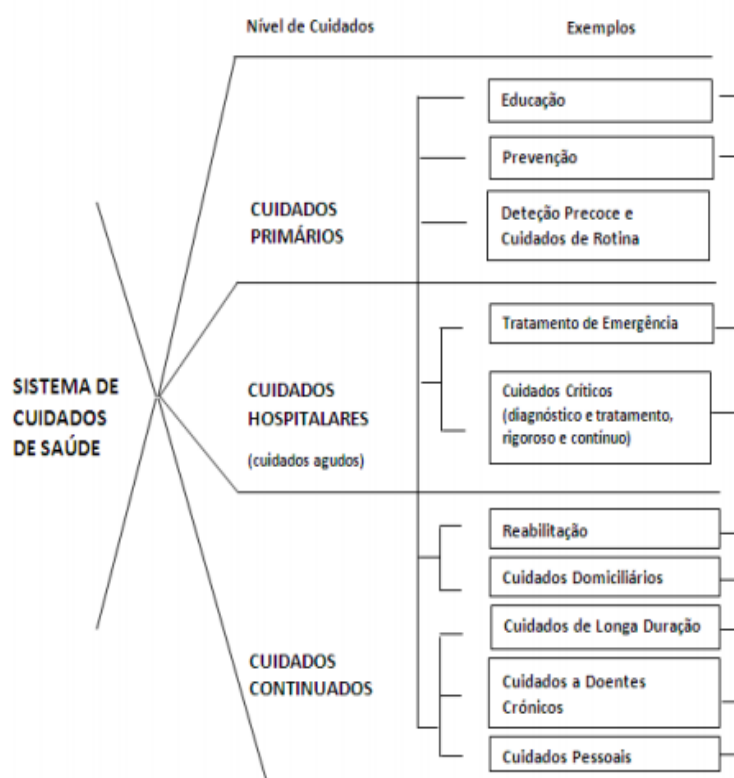 Nível de Cuidados
Exemplos
Educação
Prevenção
CUIDADOS
PRIMÁRIOS
Deteção Precoce e
Cuidados de Rotina
Tratamento de Emergência
SISTEMA DE
CUIDADOS
DE SAÚDE
CUIDADOS
HOSPITALARES
(cuidados agudos)
Cuidados Críticos
(diagnóstico e tratamento,
rigoroso e contínuo)
Reabilitação
Cuidados Domiciliários
CUIDADOS
CONTINUADOS
Cuidados de Longa Duração
Cuidados a Doentes
Crónicos
Cuidados Pessoais